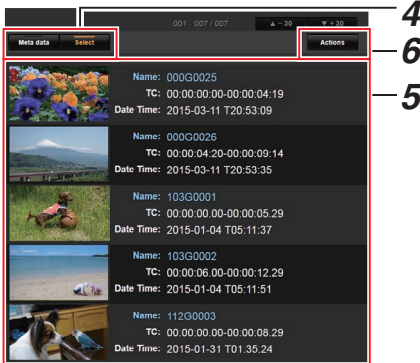 4
001 - 007 / 007 ▲ − 30 ▼ + 30
Meta data Select Actions
6
5
Name: 000G0025
TC: 00:00:00:00-00:00:04:19
Date Time: 2015-03-11 T20:53:09
Name: 000G0026
TC: 00:00:04:20-00:00:09:14
Date Time: 2015-03-11 T20:53:35
Name: 103G0001
TC: 00:00:00.00-00:00:05.29
Date Time: 2015-01-04 T05:11:37
Name: 103G0002
TC: 00:00:06.00-00:00:12.29
Date Time: 2015-01-04 T05:11:51
Name: 112G0003
TC: 00:00:00.00-00:00:08.29
Date Time: 2015-01-31 T01.35.24